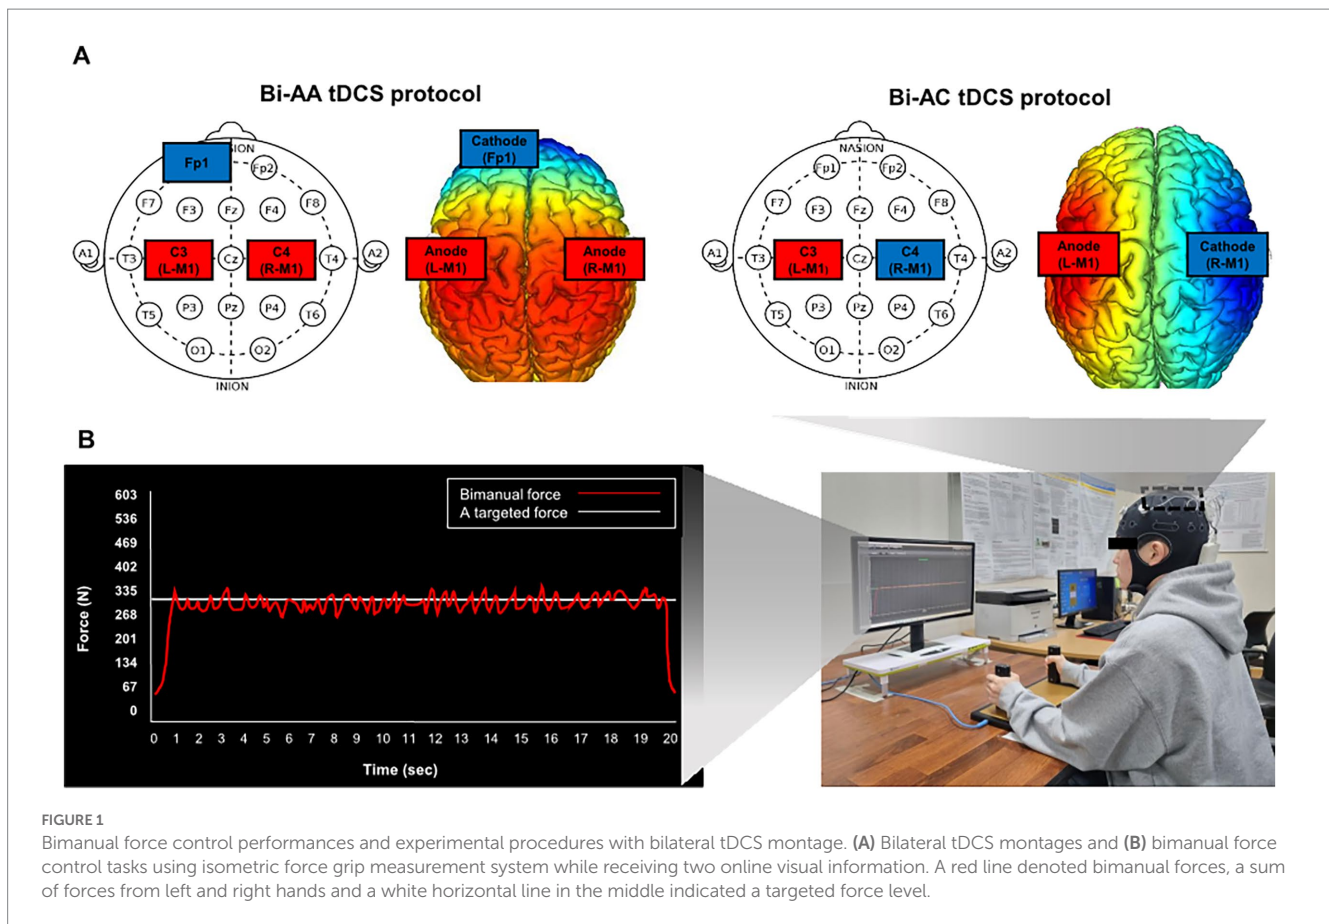 A
Bi-AA tDCS protocol
Bi-AC tDCS protocol
Fp1
SION
Fp2
F7
F3
Fz
F4
F8
A1
T3
C3
(L-M1)
Cz
C4
(R-M1)
T4
A2
T5
P3
Pz
P4
T6
O1
O2
INION
Cathode
(Fp1)
Anode
(L-M1)
Anode
(R-M1)
NASION
Fp1
Fp2
F7
F3
Fz
F4
F8
A1
T3
C3
(L-M1)
Cz
C4
(R-M1)
T4
A2
T5
P3
Pz
P4
T6
O1
O2
INION
Anode
(L-M1)
Cathode
(R-M1)
B
Bimanual force
A targeted force
Force (N)
603
536
469
402
335
268
201
134
67
0
0 1 2 3 4 5 6 7 8 9 10 11 12 13 14 15 16 17 18 19 20
Time (sec)
FIGURE 1
Bimanual force control performances and experimental procedures with bilateral tDCS montage. (A) Bilateral tDCS montages and (B) bimanual force
control tasks using isometric force grip measurement system while receiving two online visual information. A red line denoted bimanual forces, a sum
of forces from left and right hands and a white horizontal line in the middle indicated a targeted force level.